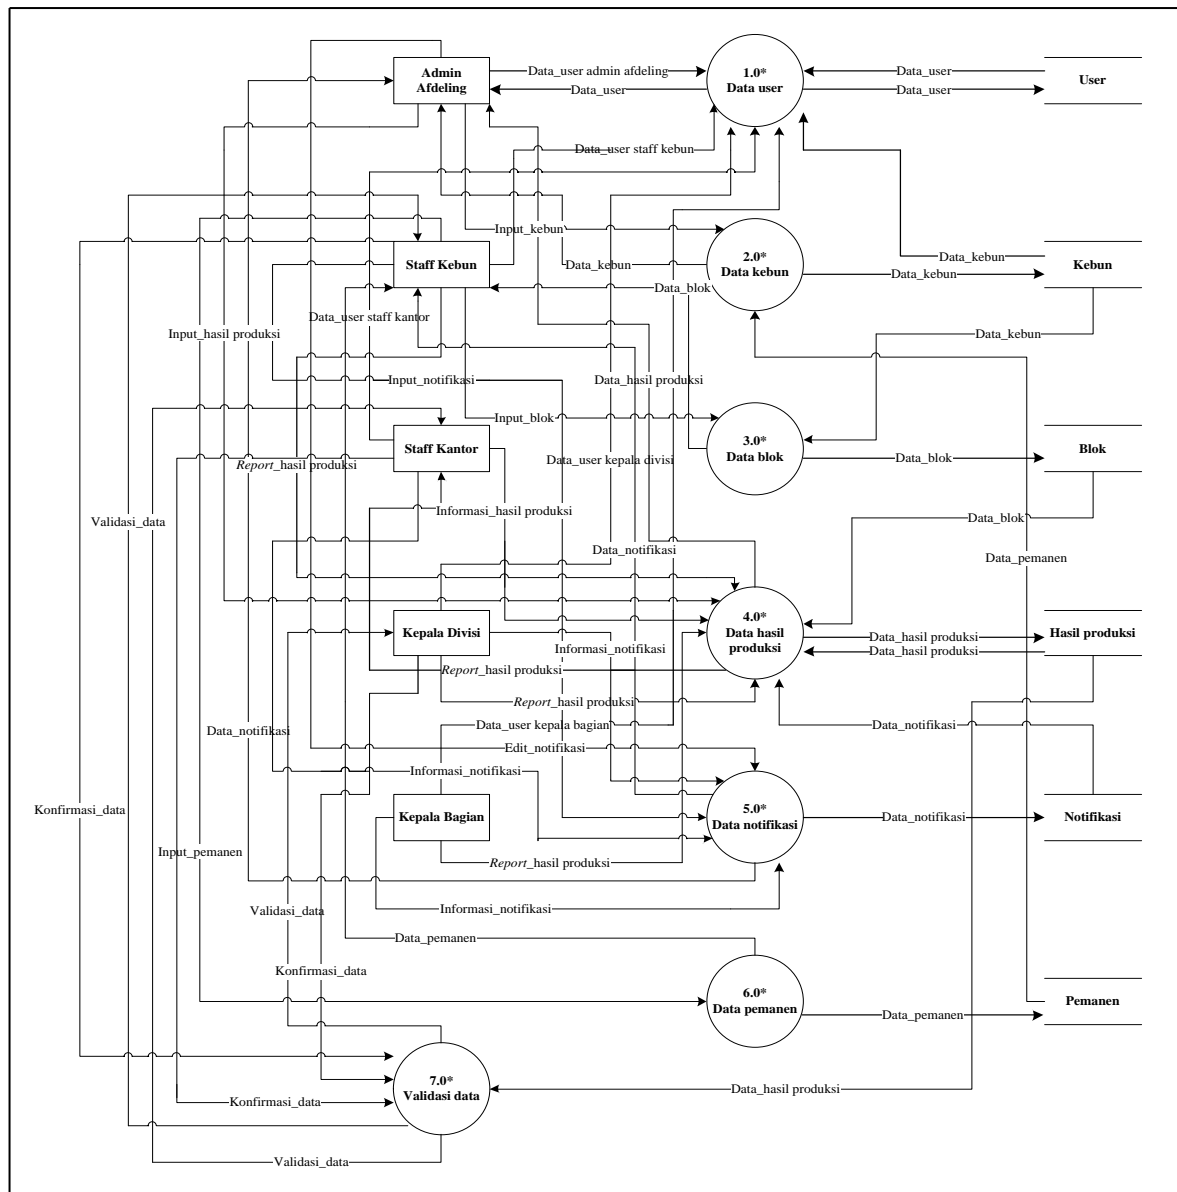 Admin
Afdeling
Data_user admin afdeling
Data_user
1.0*
Data user
Data_user
Data_user
User
Data_user staff kebun
Input_kebun
Staff Kebun
Data_kebun
2.0*
Data kebun
Data_kebun
Data_kebun
Kebun
Data_blok
Data_user staff kantor
Input_hasil produksi
Data_kebun
Input_notifikasi
Data_hasil produksi
Input_blok
3.0*
Data blok
Staff Kantor
Data_user kepala divisi
Data_blok
Blok
Report_hasil produksi
Informasi_hasil produksi
Validasi_data
Data_blok
Data_notifikasi
Data_pemanen
4.0*
Data hasil
produksi
Kepala Divisi
Informasi_notifikasi
Data_hasil produksi
Data_hasil produksi
Hasil produksi
Report_hasil produksi
Report_hasil produksi
Data_user kepala bagian
Data_notifikasi
Data_notifikasi
Edit_notifikasi
Informasi_notifikasi
Konfirmasi_data
Kepala Bagian
5.0*
Data notifikasi
Data_notifikasi
Notifikasi
Input_pemanen
Report_hasil produksi
Validasi_data
Informasi_notifikasi
Data_pemanen
Konfirmasi_data
6.0*
Data pemanen
Data_pemanen
Pemanen
7.0*
Validasi data
Konfirmasi_data
Data_hasil produksi
Validasi_data